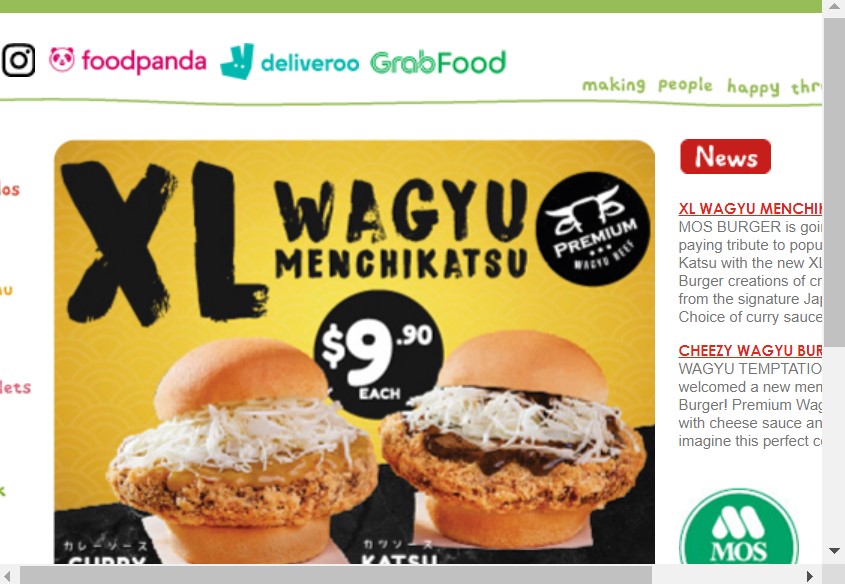 foodpanda deliveroo GrabFood
making people happy thr
los
XL WAGYU
MENCHIKATSU
PREMIUM
WAGYU BEEF
$9.90
EACH
カレーソース
CURRY
カツソース
KATSU
u
lets
k
News
XL WAGYU MENCHI
MOS BURGER is goi
paying tribute to popu
Katsu with the new XL
Burger creations of cr
from the signature Jap
Choice of curry sauce
CHEEZY WAGYU BUR
WAGYU TEMPTATIO
welcomed a new men
Burger! Premium Wag
with cheese sauce an
imagine this perfect c
MOS